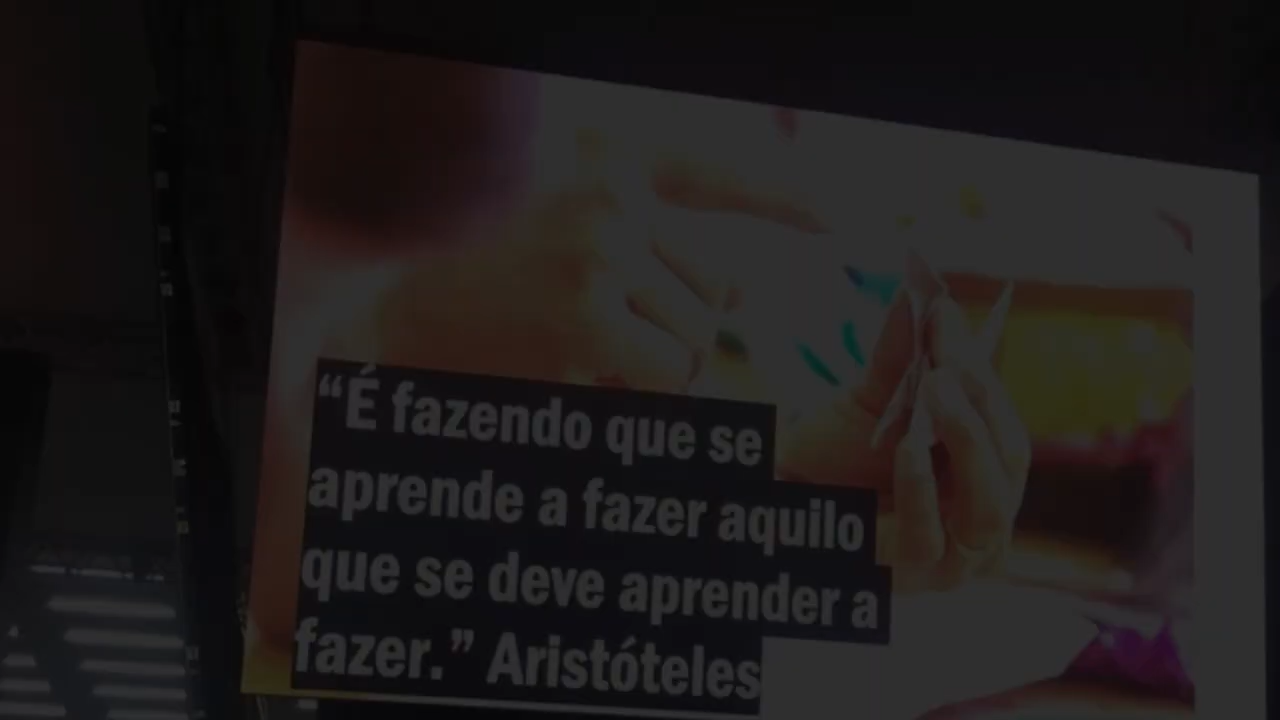 “É fazendo que se
aprende a fazer aquilo
que se deve aprender a
fazer.” Aristóteles